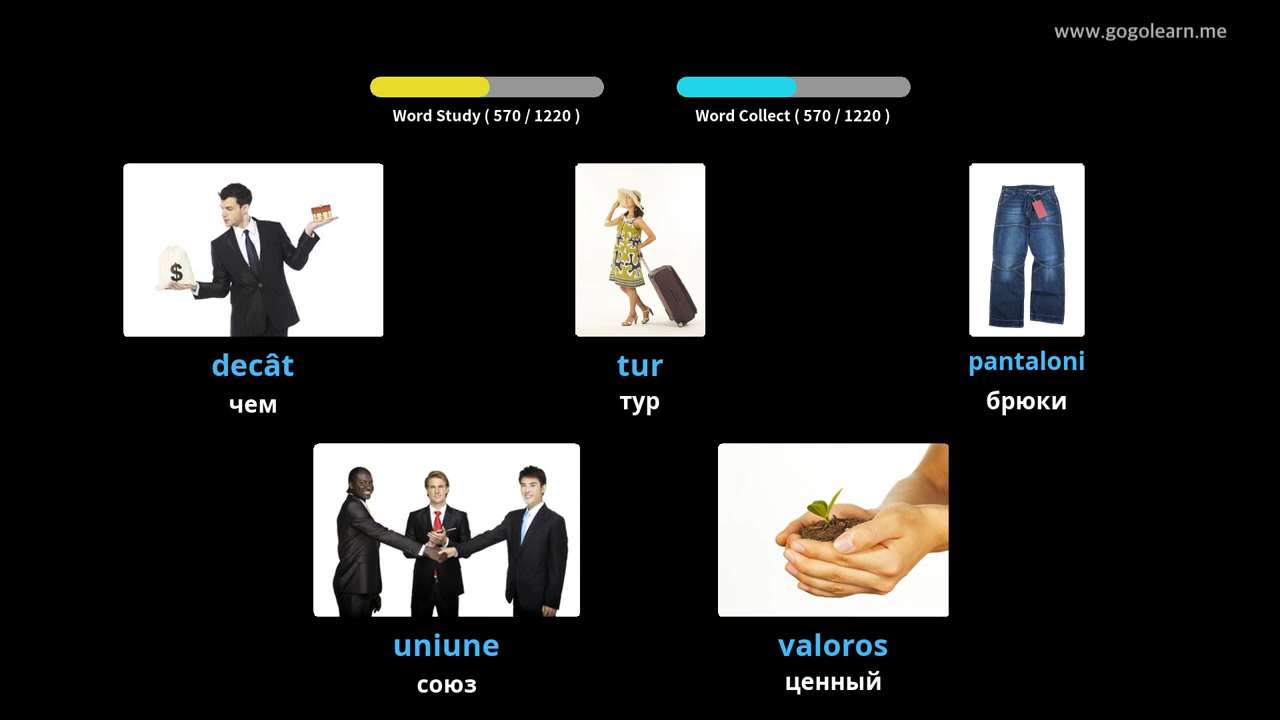 www.gogolearn.me
Word Study ( 570 / 1220 )
Word Collect ( 570 / 1220 )
$
decât
чем
tur
тур
pantaloni
брюки
uniune
союз
valoros
ценный